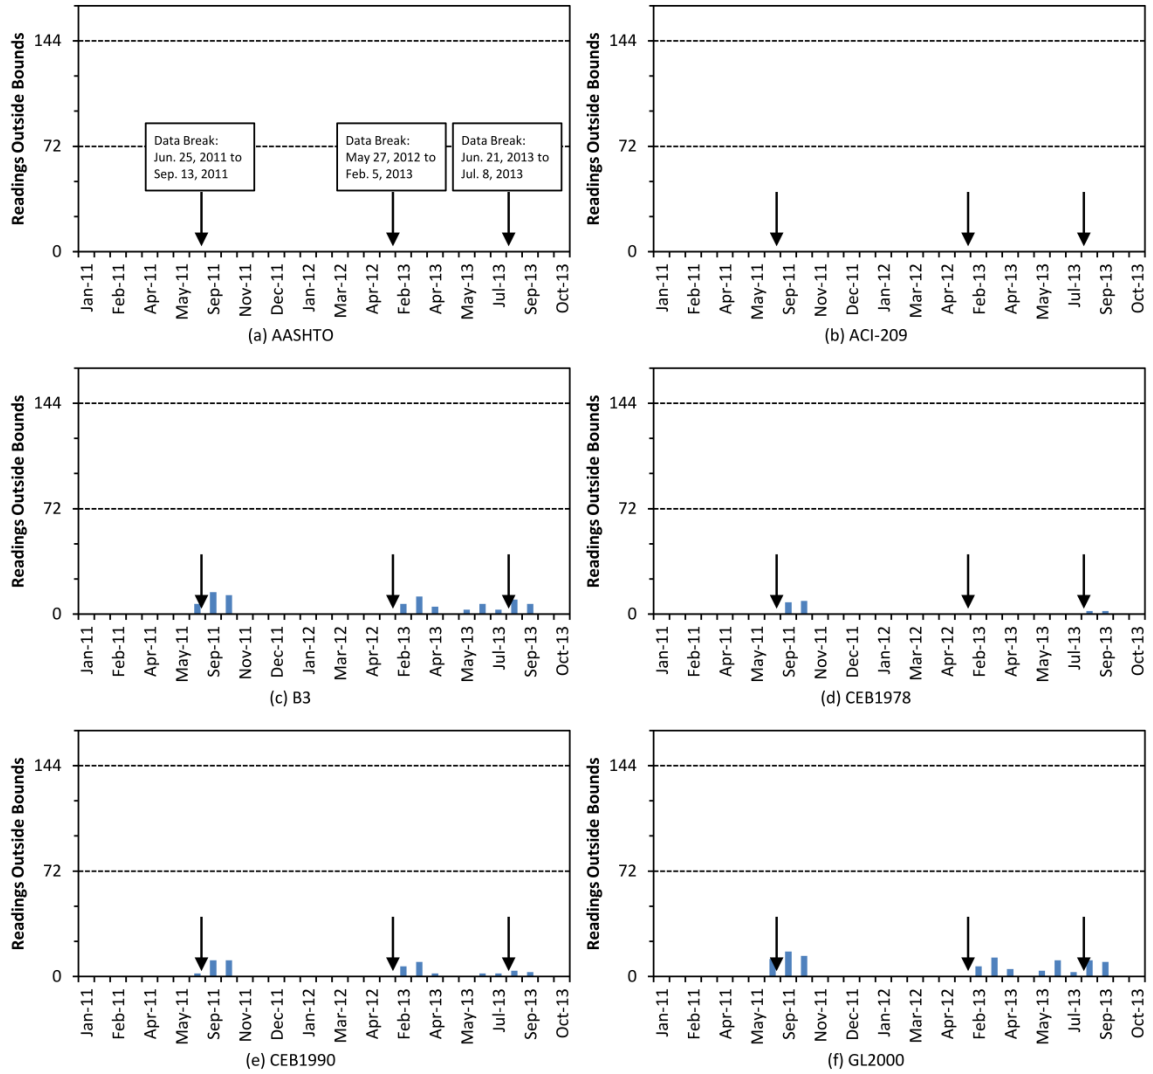 Readings Outside Bounds
144
72
0
Data Break:
Jun. 25, 2011 to
Sep. 13, 2011
Data Break:
May 27, 2012 to
Feb. 5, 2013
Data Break:
Jun. 21, 2013 to
Jul. 8, 2013
Jan-11
Feb-11
Apr-11
May-11
Sep-11
Nov-11
Dec-11
Jan-12
Mar-12
Apr-12
Feb-13
Apr-13
May-13
Jul-13
Sep-13
Oct-13
(a) AASHTO
Readings Outside Bounds
144
72
0
Jan-11
Feb-11
Apr-11
May-11
Sep-11
Nov-11
Dec-11
Jan-12
Mar-12
Apr-12
Feb-13
Apr-13
May-13
Jul-13
Sep-13
Oct-13
(b) ACI-209
Readings Outside Bounds
144
72
0
Jan-11
Feb-11
Apr-11
May-11
Sep-11
Nov-11
Dec-11
Jan-12
Mar-12
Apr-12
Feb-13
Apr-13
May-13
Jul-13
Sep-13
Oct-13
(c) B3
Readings Outside Bounds
144
72
0
Jan-11
Feb-11
Apr-11
May-11
Sep-11
Nov-11
Dec-11
Jan-12
Mar-12
Apr-12
Feb-13
Apr-13
May-13
Jul-13
Sep-13
Oct-13
(d) CEB1978
Readings Outside Bounds
144
72
0
Jan-11
Feb-11
Apr-11
May-11
Sep-11
Nov-11
Dec-11
Jan-12
Mar-12
Apr-12
Feb-13
Apr-13
May-13
Jul-13
Sep-13
Oct-13
(e) CEB1990
Readings Outside Bounds
144
72
0
Jan-11
Feb-11
Apr-11
May-11
Sep-11
Nov-11
Dec-11
Jan-12
Mar-12
Apr-12
Feb-13
Apr-13
May-13
Jul-13
Sep-13
Oct-13
(f) GL2000